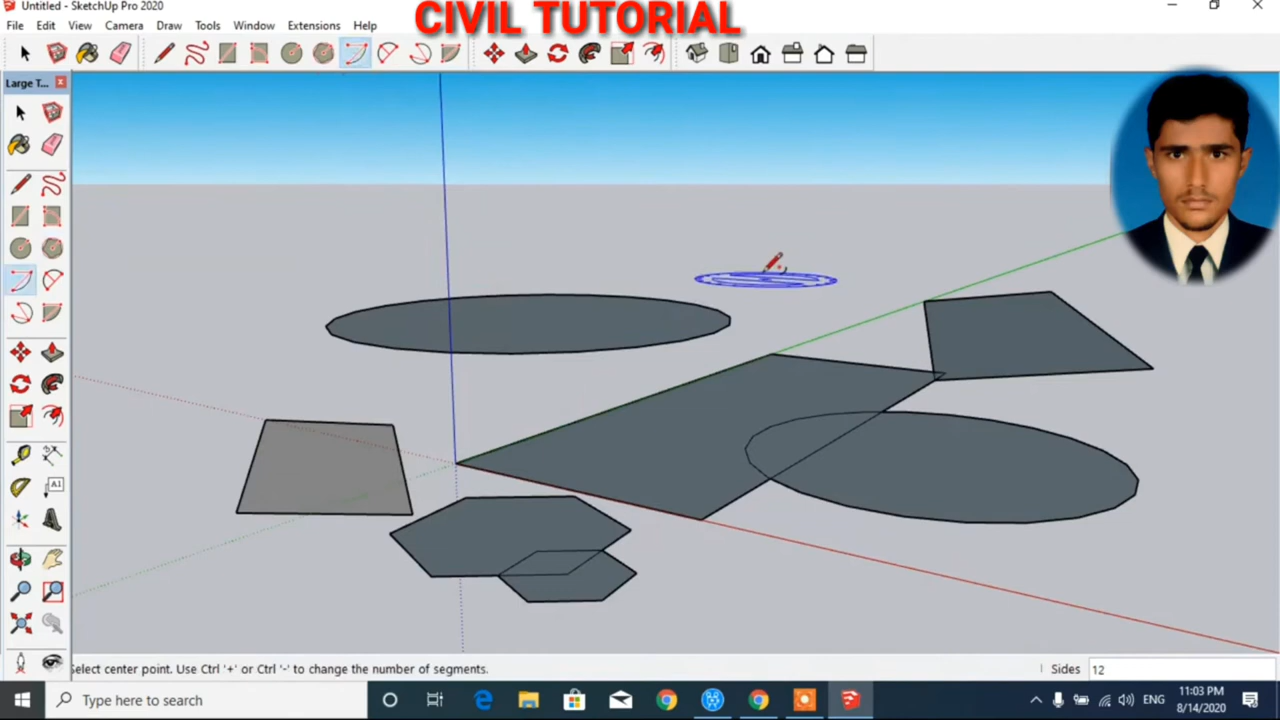 Untitled - SketchUp Pro 2020
CIVIL TUTORIAL
File Edit View Camera Draw Tools Window Extensions Help
Large T...
A1
Select center point. Use Ctrl '+' or Ctrl '-' to change the number of segments.
Sides 12
Type here to search
ENG
11:03 PM
8/14/2020